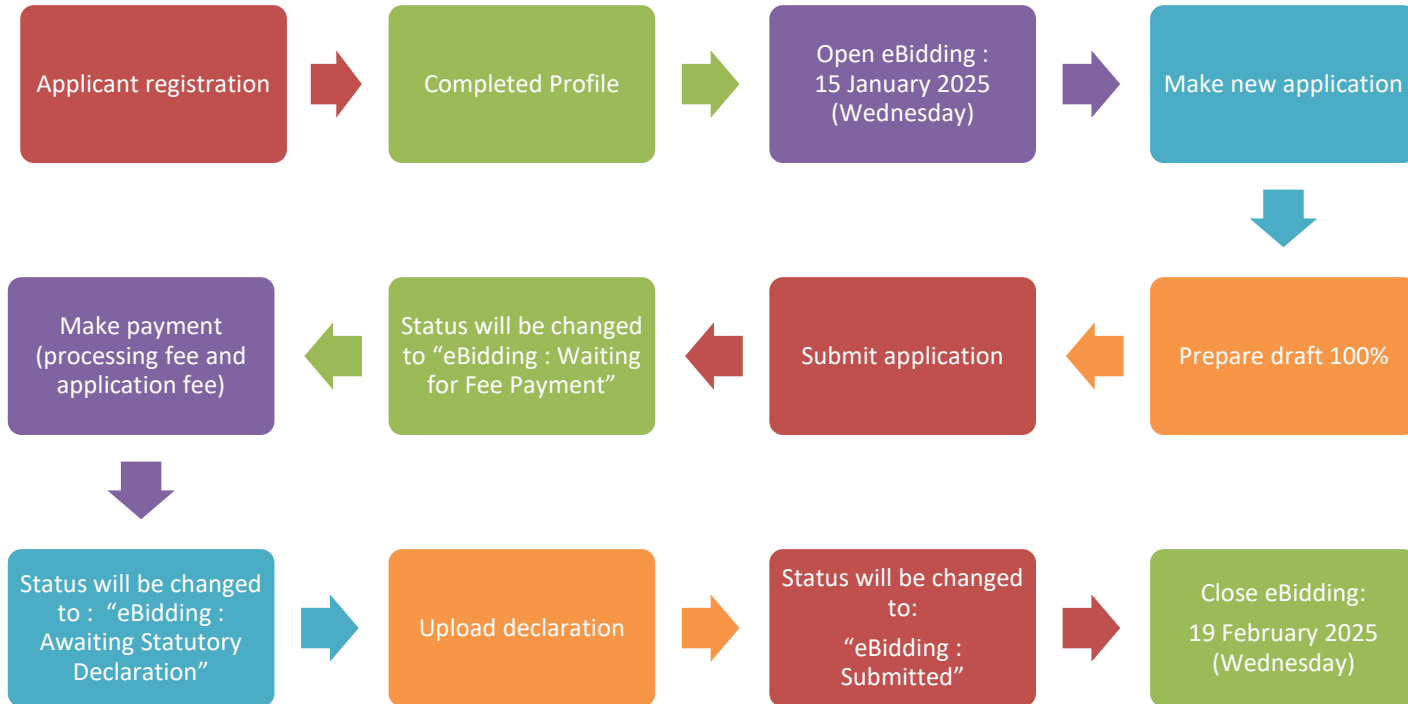 Applicant registration
Completed Profile
Open eBidding :
15 January 2025
(Wednesday)
Make new application
Prepare draft 100%
Submit application
Status will be changed
to “eBidding : Waiting
for Fee Payment”
Make payment
(processing fee and
application fee)
Status will be changed
to : “eBidding :
Awaiting Statutory
Declaration”
Upload declaration
Status will be changed
to:
“eBidding :
Submitted”
Close eBidding:
19 February 2025
(Wednesday)